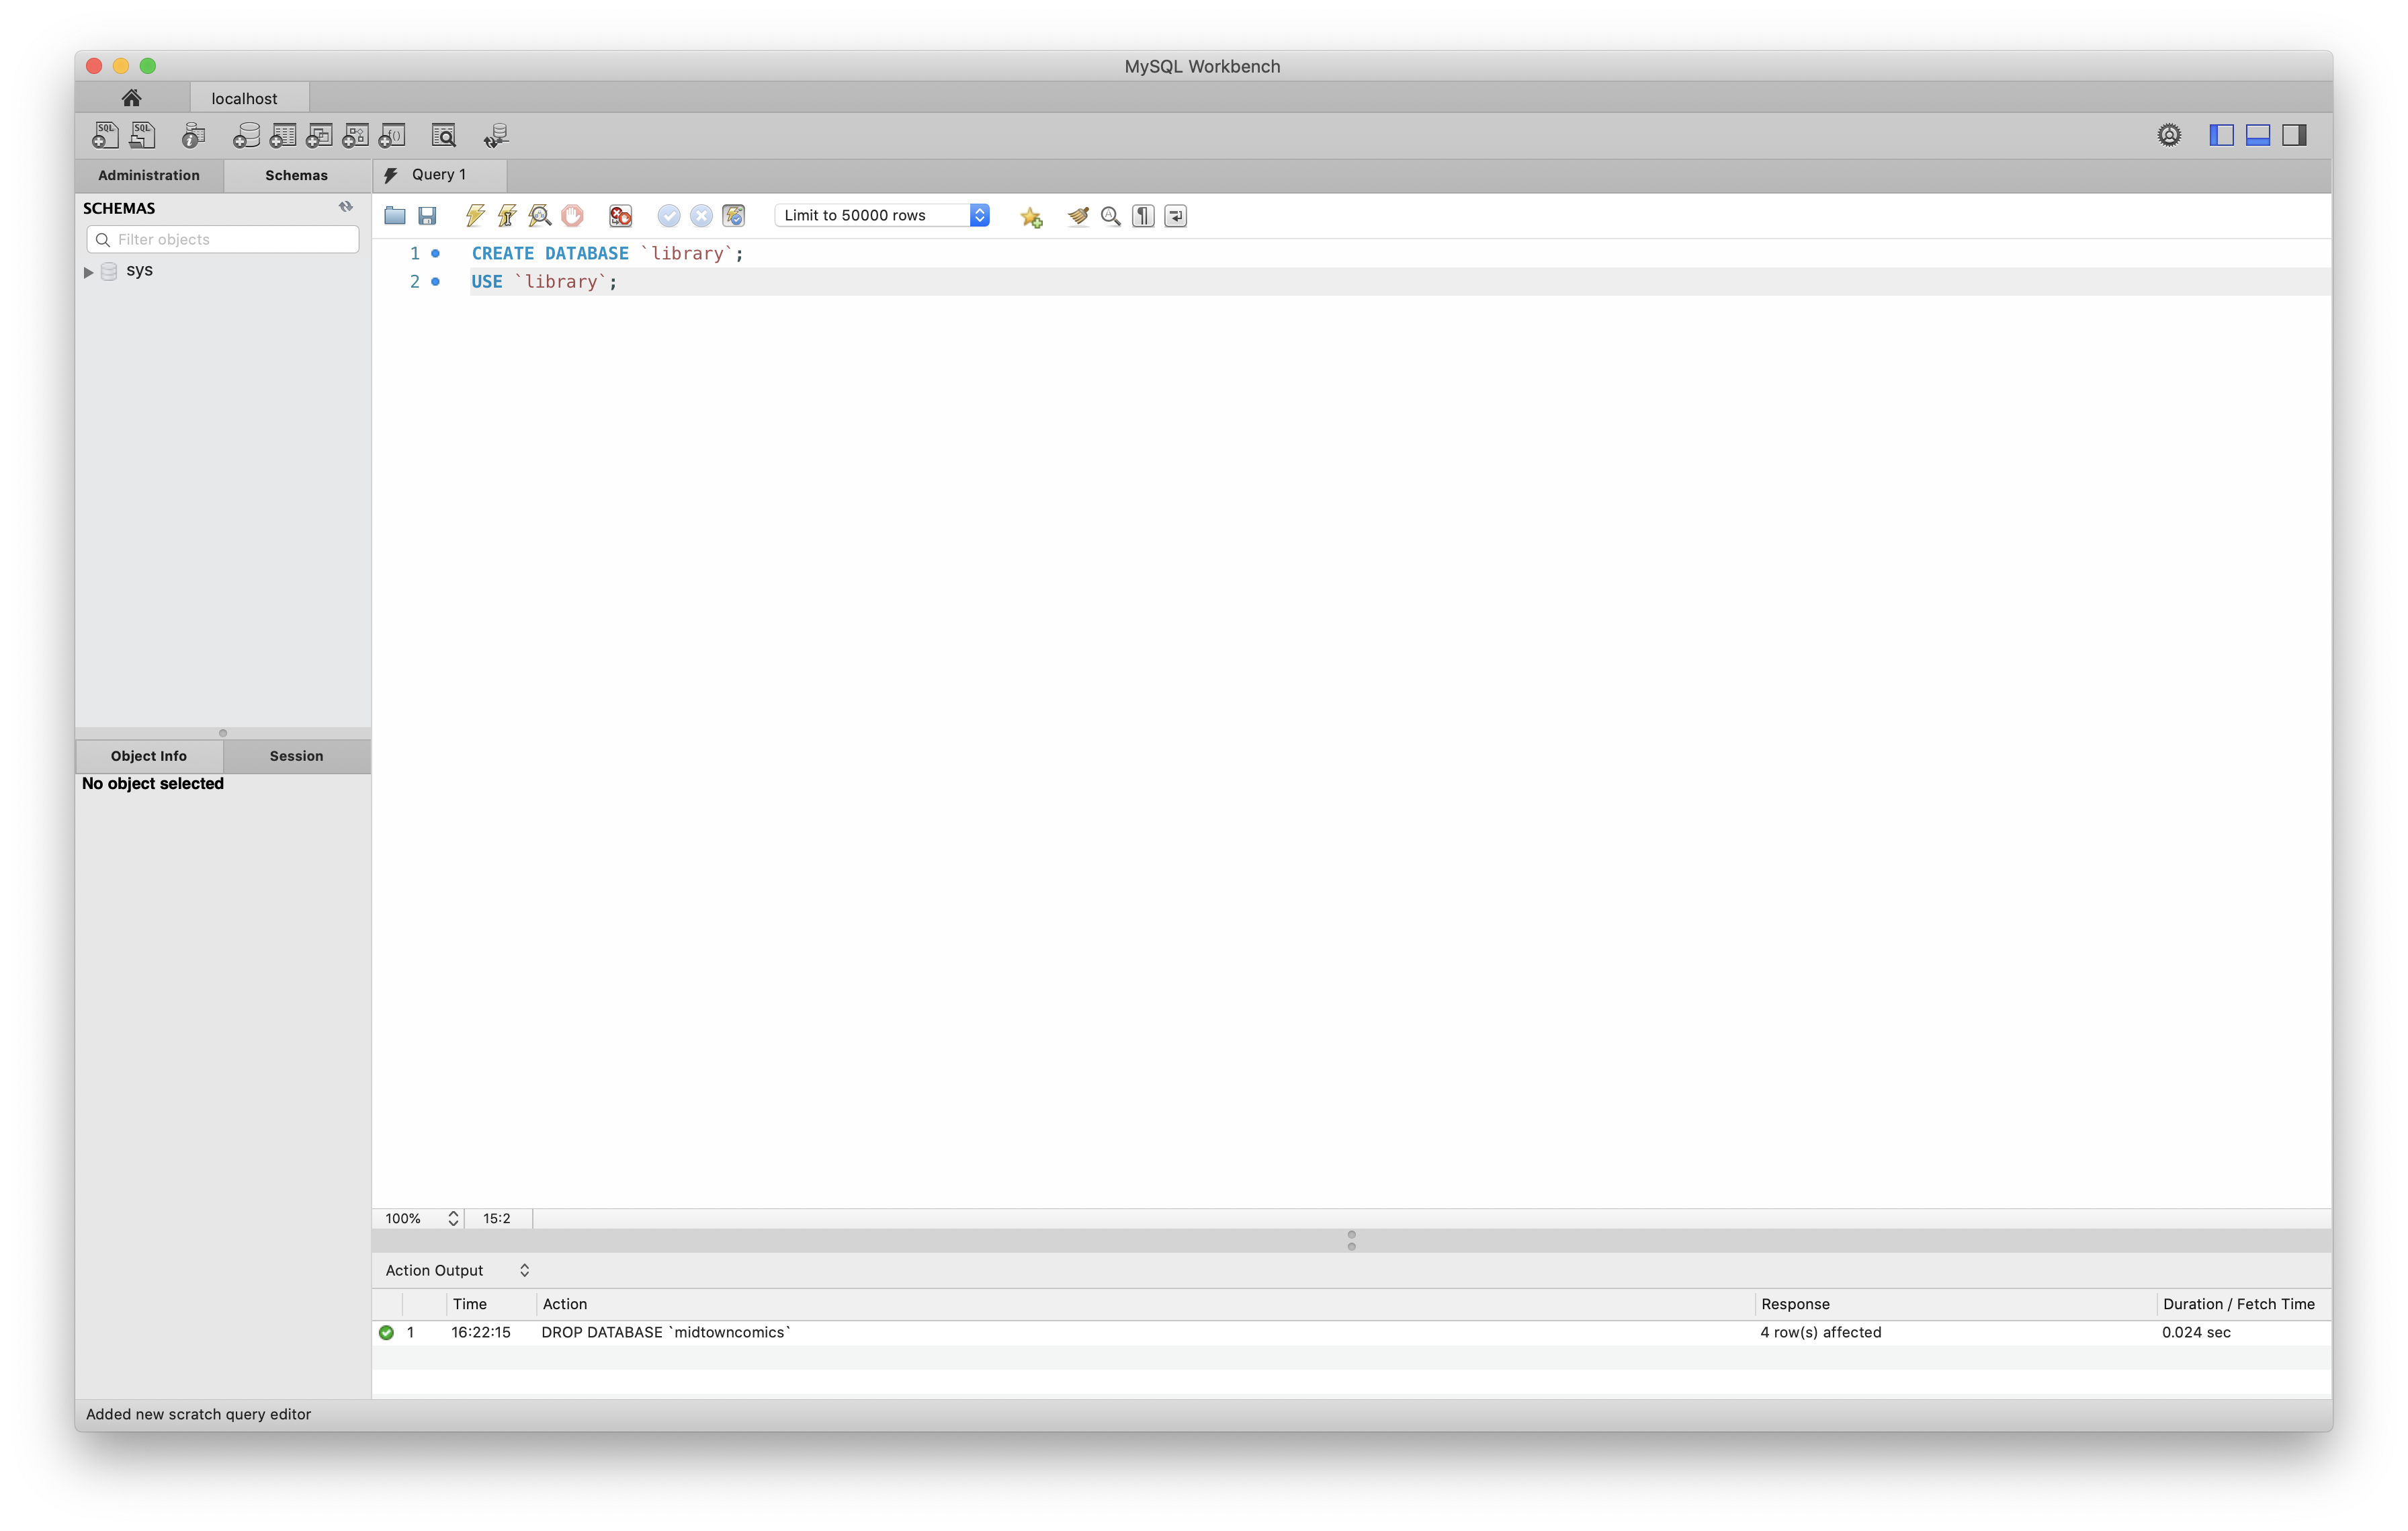 MySQL Workbench
localhost
SQL SQL f()
Administration Schemas Query 1
SCHEMAS
Filter objects
sys
Limit to 50000 rows
1 CREATE DATABASE `library`;
2 USE `library`;
Object Info Session
No object selected
100% 15:2
Action Output
Time Action Response Duration / Fetch Time
1 16:22:15 DROP DATABASE `midtowncomics` 4 row(s) affected 0.024 sec
Added new scratch query editor